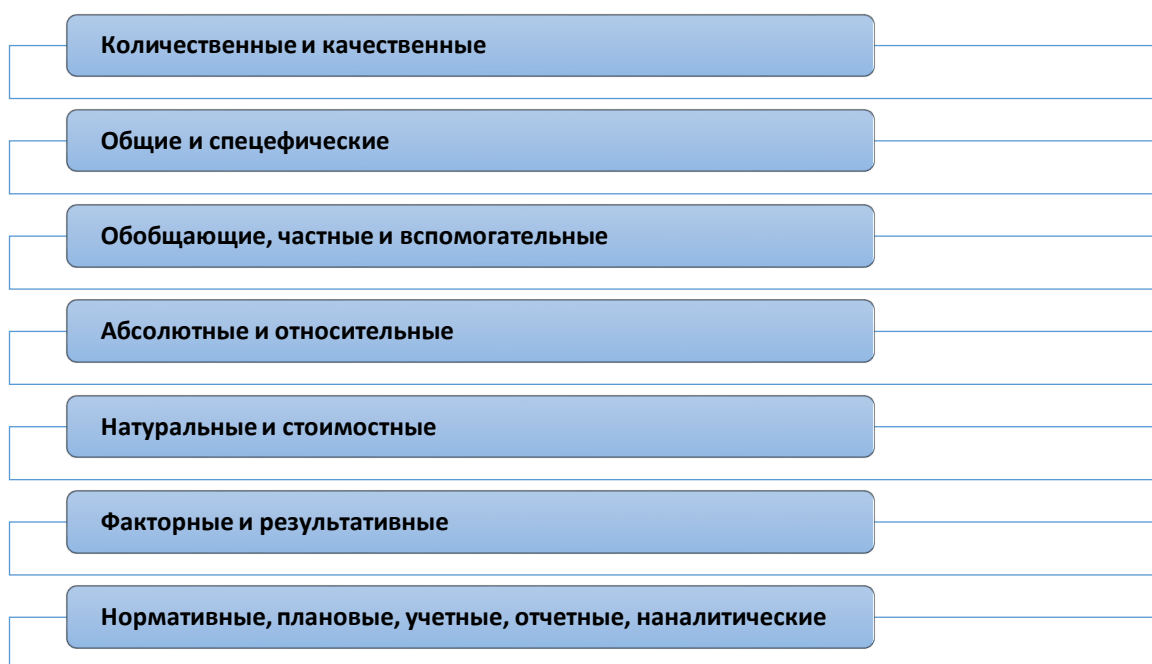 Количественные и качественные
Общие и спецефические
Обобщающие, частные и вспомогательные
Абсолютные и относительные
Натуральные и стоимостные
Факторные и результативные
Нормативные, плановые, учетные, отчетные, наналитические